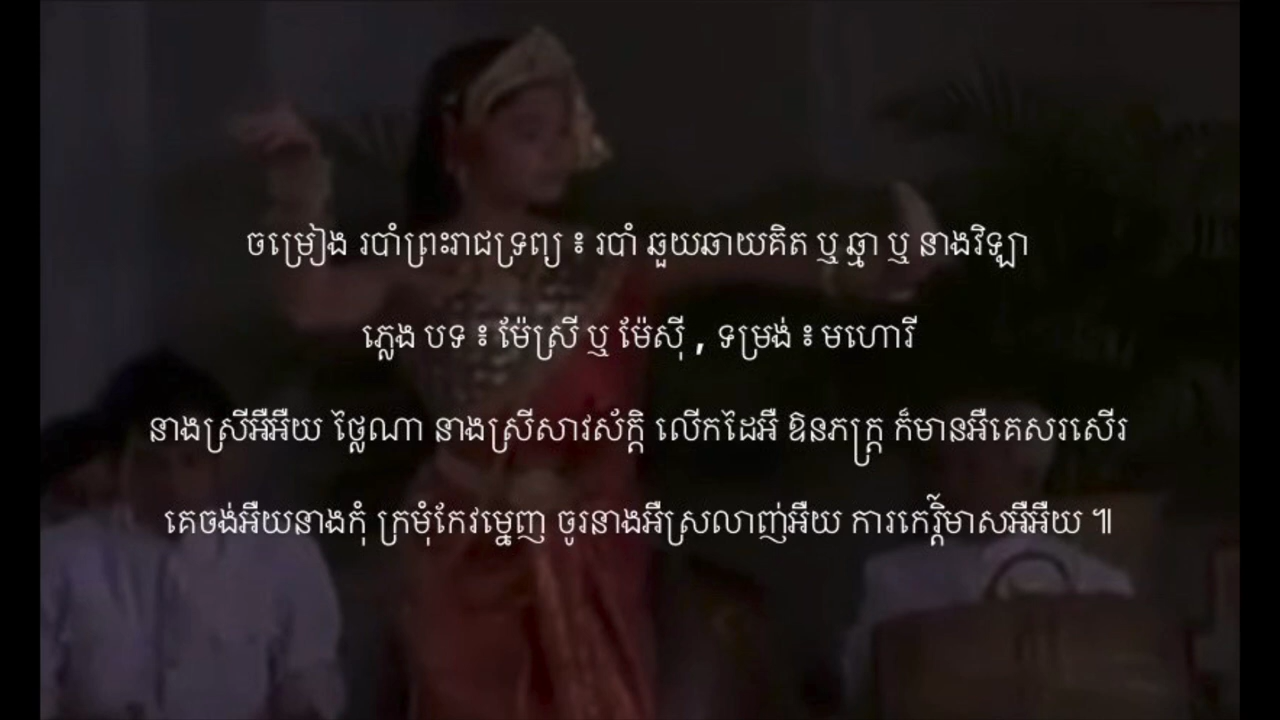 ចម្រៀង របាំព្រះរាជទ្រព្យ ៖ របាំ ឆួយឆាយគិត ឬ ឆ្មា ឬ នាងវិឡា
ភ្លេង បទ ៖ ម៉ែស្រី ឬ ម៉ែស៊ី , ទម្រង់ ៖ មហោរី
នាងស្រីអឺអឺយ ថ្លៃណា នាងស្រីសាវស័ក្តិ លើកដៃអឺ ឱនភក្ត្រ ក៏មានអឺគេសរសើរ
គេចង់អឺយនាងកុំ ក្រមុំកែវម្នេញ ចូរនាងអឺស្រលាញ់អឺយ ការកេរ្តិ៍មាសអឺអឺយ ៕